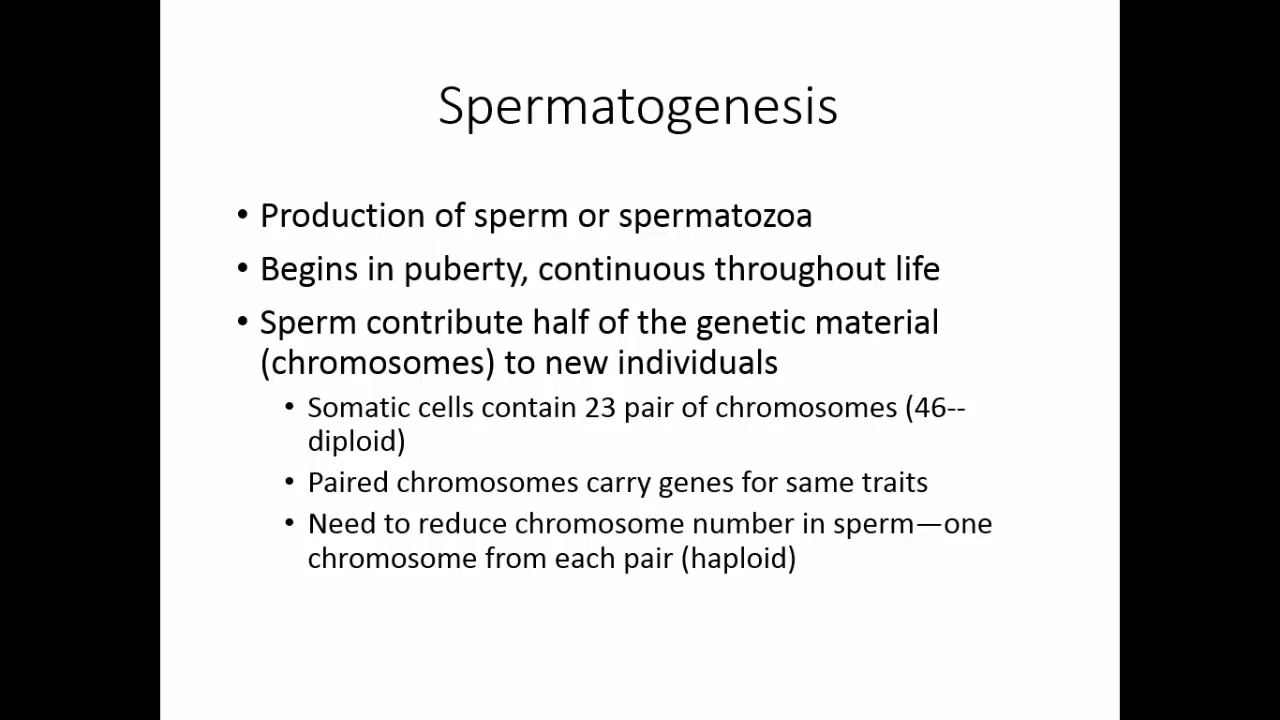 Spermatogenesis
• Production of sperm or spermatozoa
• Begins in puberty, continuous throughout life
• Sperm contribute half of the genetic material
(chromosomes) to new individuals
• Somatic cells contain 23 pair of chromosomes (46--
diploid)
• Paired chromosomes carry genes for same traits
• Need to reduce chromosome number in sperm—one
chromosome from each pair (haploid)